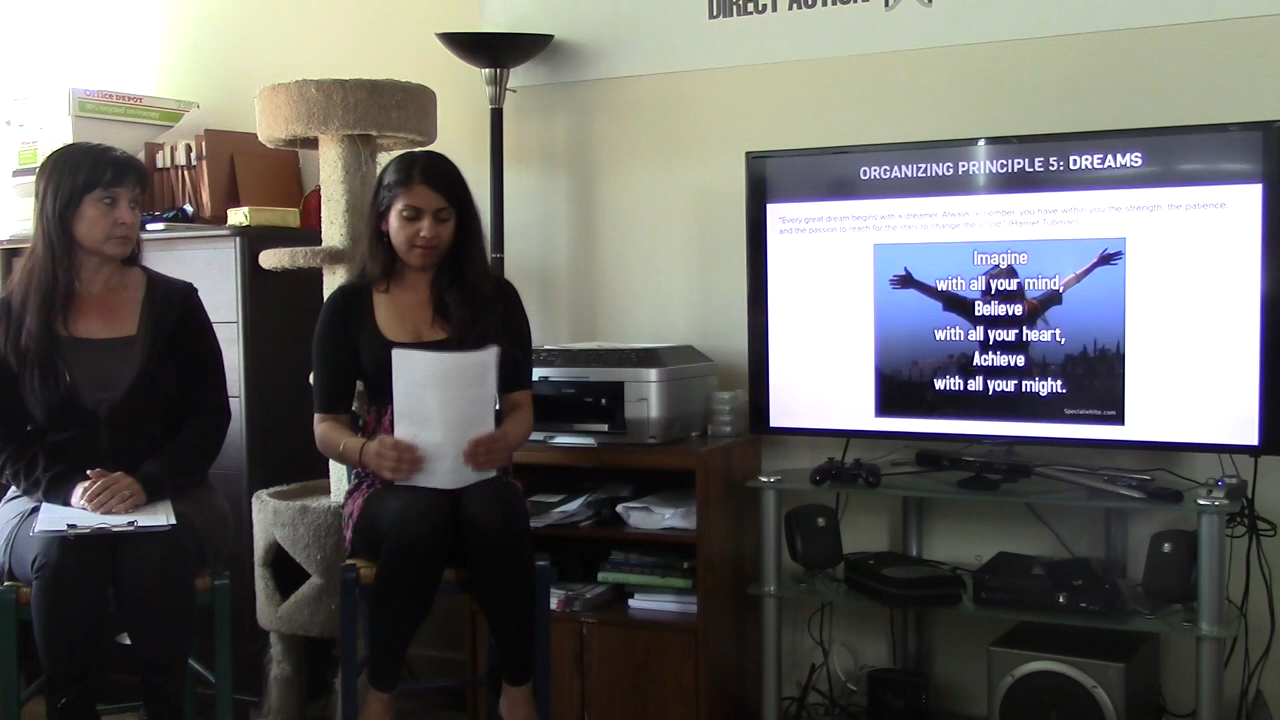 DIRECT ACTION
Office DEPOT
ORGANIZING PRINCIPLE 5: DREAMS
"Every great dream begins with a dreamer. Always remember, you have within you the strength, the patience,
and the passion to reach for the stars to change the world." (Harriet Tubman)
Imagine
with all your mind,
Believe
with all your heart,
Achieve
with all your might.
Specialwhite.com